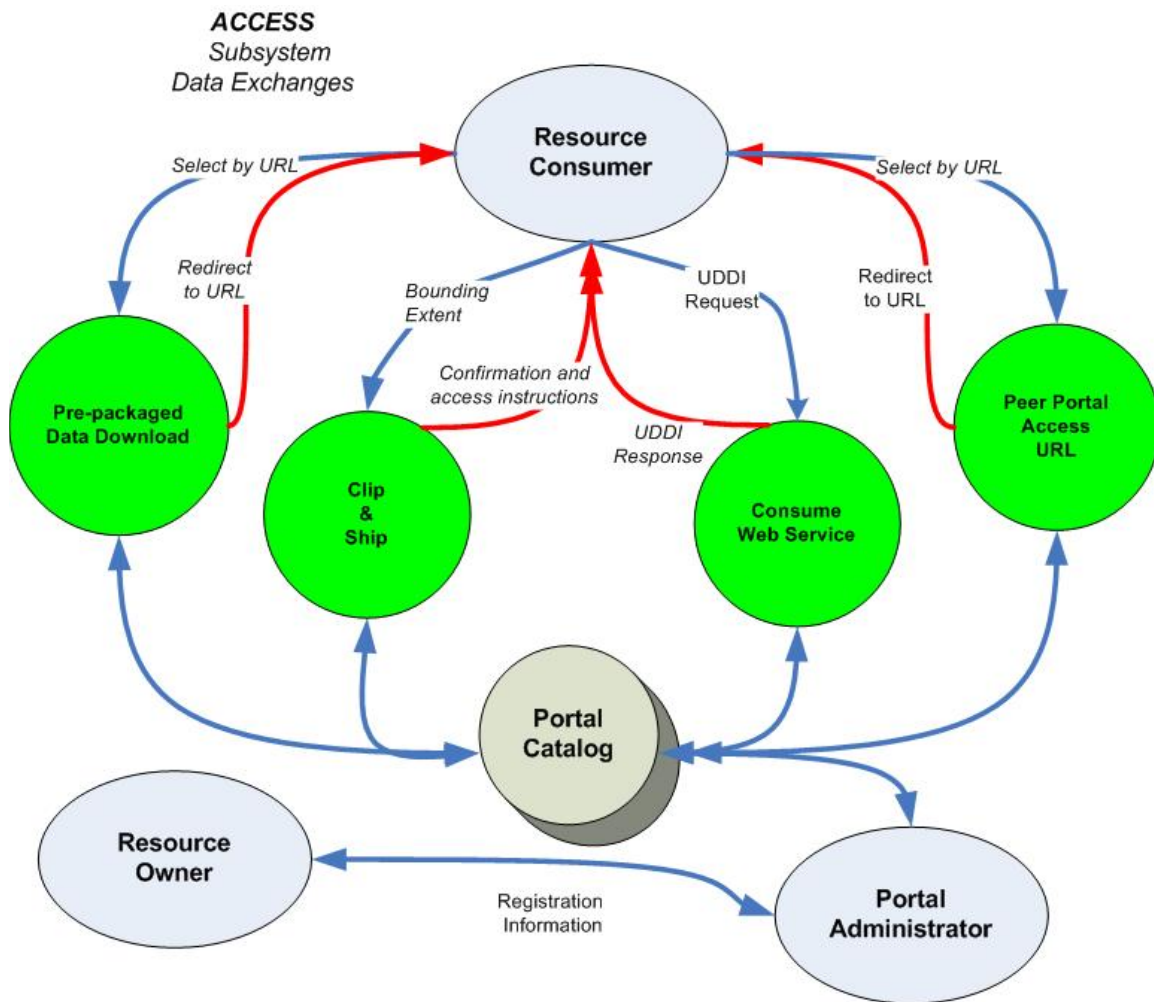 ACCESS
Subsystem
Data Exchanges
Resource
Consumer
Select by URL
Select by URL
Redirect
to URL
Bounding
Extent
UDDI
Request
Redirect
to URL
Confirmation and
access instructions
UDDI
Response
Pre-packaged
Data Download
Clip
&
Ship
Consume
Web Service
Peer Portal
Access
URL
Portal
Catalog
Resource
Owner
Registration
Information
Portal
Administrator